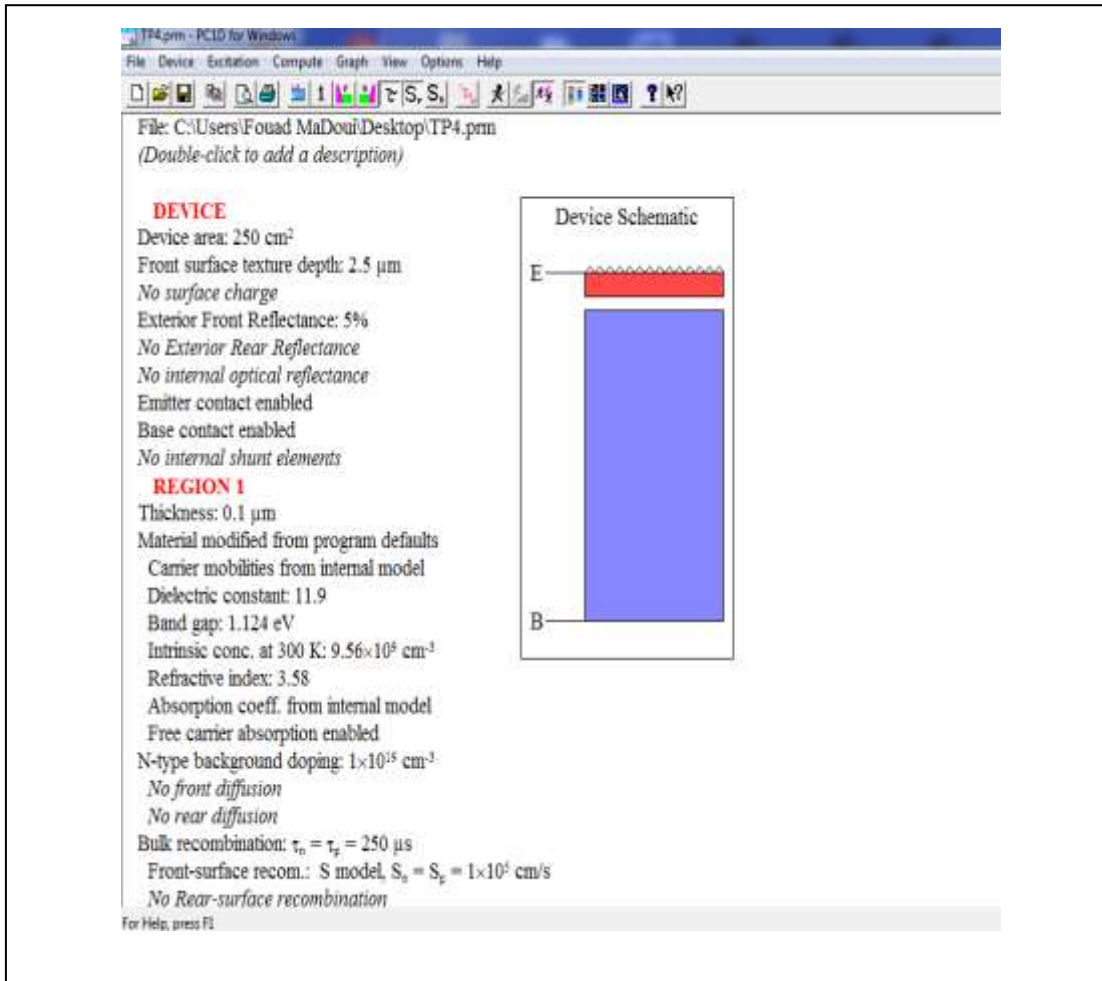 TP4.prm - PC1D for Windows
File Device Excitation Compute Graph View Options Help
File: C:\Users\Fouad MaDoui\Desktop\TP4.prm
(Double-click to add a description)
DEVICE
Device area: 250 cm²
Front surface texture depth: 2.5 µm
No surface charge
Exterior Front Reflectance: 5%
No Exterior Rear Reflectance
No internal optical reflectance
Emitter contact enabled
Base contact enabled
No internal shunt elements
REGION 1
Thickness: 0.1 µm
Material modified from program defaults
Carrier mobilities from internal model
Dielectric constant: 11.9
Band gap: 1.124 eV
Intrinsic conc. at 300 K: cm⁻³
Refractive index: 3.58
Absorption coeff. from internal model
Free carrier absorption enabled
N-type background doping: cm⁻³
No front diffusion
No rear diffusion
Bulk recombination: τₙ = τₚ = 250 µs
Front-surface recom.: S model, Sₙ = Sₚ = cm/s
No Rear-surface recombination
Device Schematic
E
B
For Help, press F1